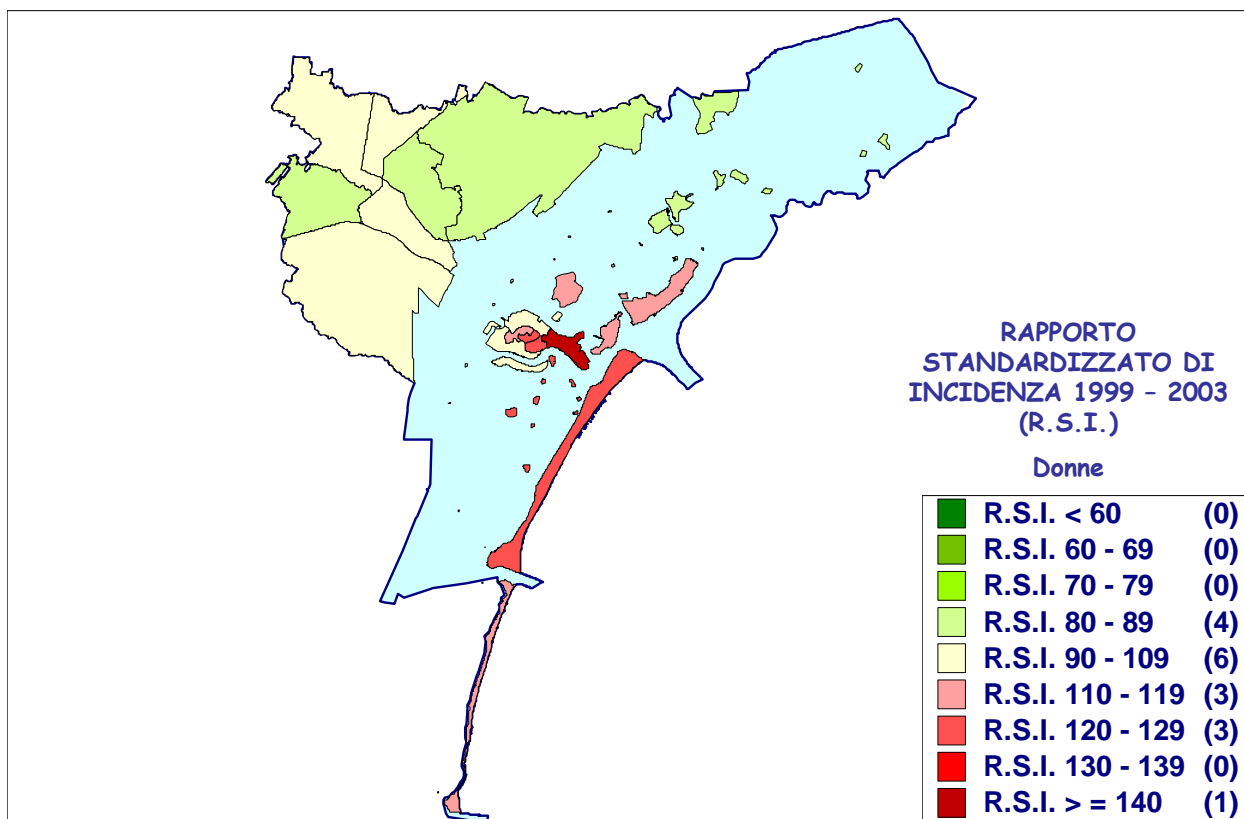 RAPPORTO
STANDARDIZZATO DI
INCIDENZA 1999 – 2003
(R.S.I.)
Donne
R.S.I. < 60 (0)
R.S.I. 60 - 69 (0)
R.S.I. 70 - 79 (0)
R.S.I. 80 - 89 (4)
R.S.I. 90 - 109 (6)
R.S.I. 110 - 119 (3)
R.S.I. 120 - 129 (3)
R.S.I. 130 - 139 (0)
R.S.I. > = 140 (1)